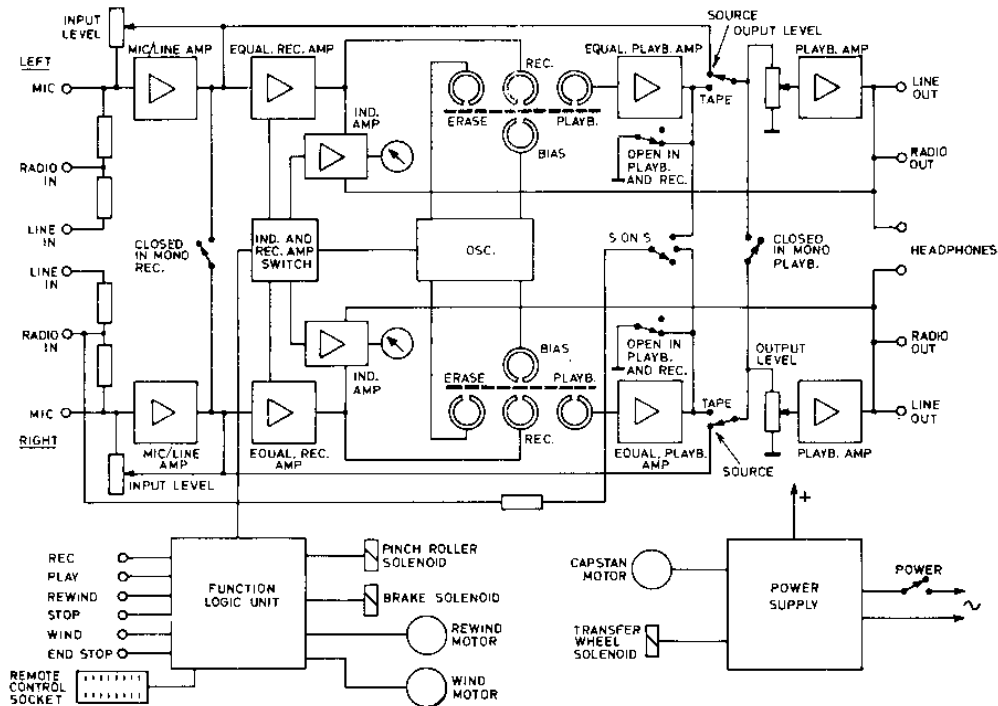 INPUT
LEVEL
MIC/LINE AMP
EQUAL. REC. AMP
REC.
EQUAL. PLAYB. AMP
SOURCE
OUPUT LEVEL
PLAYB. AMP
LEFT
MIC
IND.
AMP
ERASE
PLAYB.
TAPE
LINE
OUT
BIAS
OPEN IN
PLAYB.
AND REC.
RADIO
IN
RADIO
OUT
LINE
IN
CLOSED
IN MONO
REC.
IND. AND
REC. AMP
SWITCH
OSC.
S ON S
CLOSED
IN MONO
PLAYB.
HEADPHONES
LINE
IN
RADIO
IN
IND.
AMP
BIAS
OPEN IN
PLAYB.
AND REC.
OUTPUT
LEVEL
RADIO
OUT
ERASE
PLAYB.
TAPE
MIC
RIGHT
MIC/LINE
AMP
EQUAL. REC.
AMP
REC.
EQUAL. PLAYB.
AMP
SOURCE
PLAYB. AMP
LINE
OUT
INPUT LEVEL
+
REC
PLAY
REWIND
STOP
WIND
END STOP
REMOTE
CONTROL
SOCKET
FUNCTION
LOGIC UNIT
PINCH ROLLER
SOLENOID
BRAKE SOLENOID
REWIND
MOTOR
WIND
MOTOR
CAPSTAN
MOTOR
TRANSFER
WHEEL
SOLENOID
POWER
SUPPLY
POWER
~